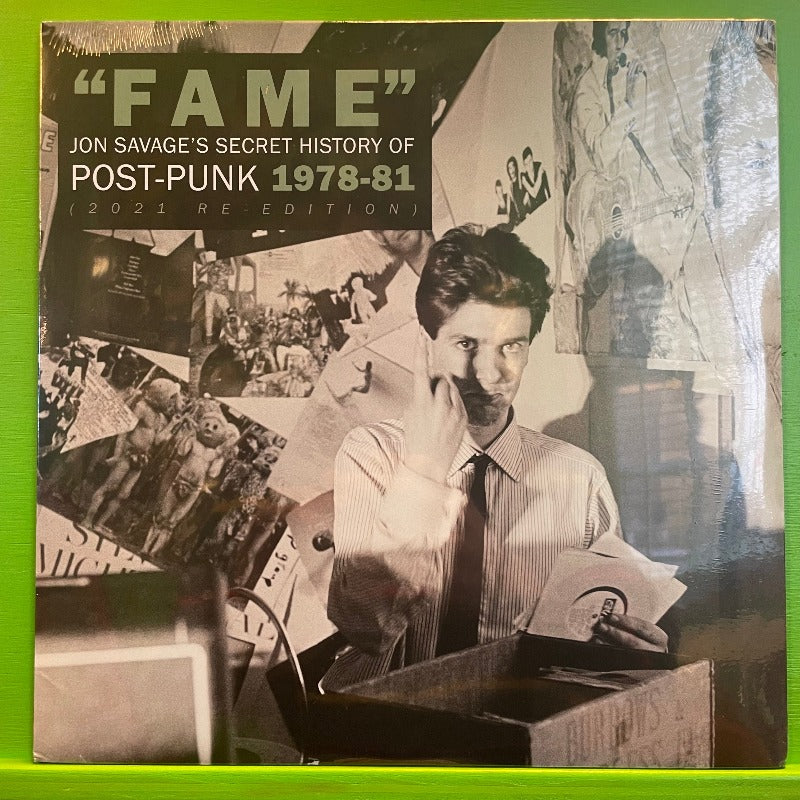 “FAME”
JON SAVAGE’S SECRET HISTORY OF
POST-PUNK 1978-81
(2021 RE-EDITION)